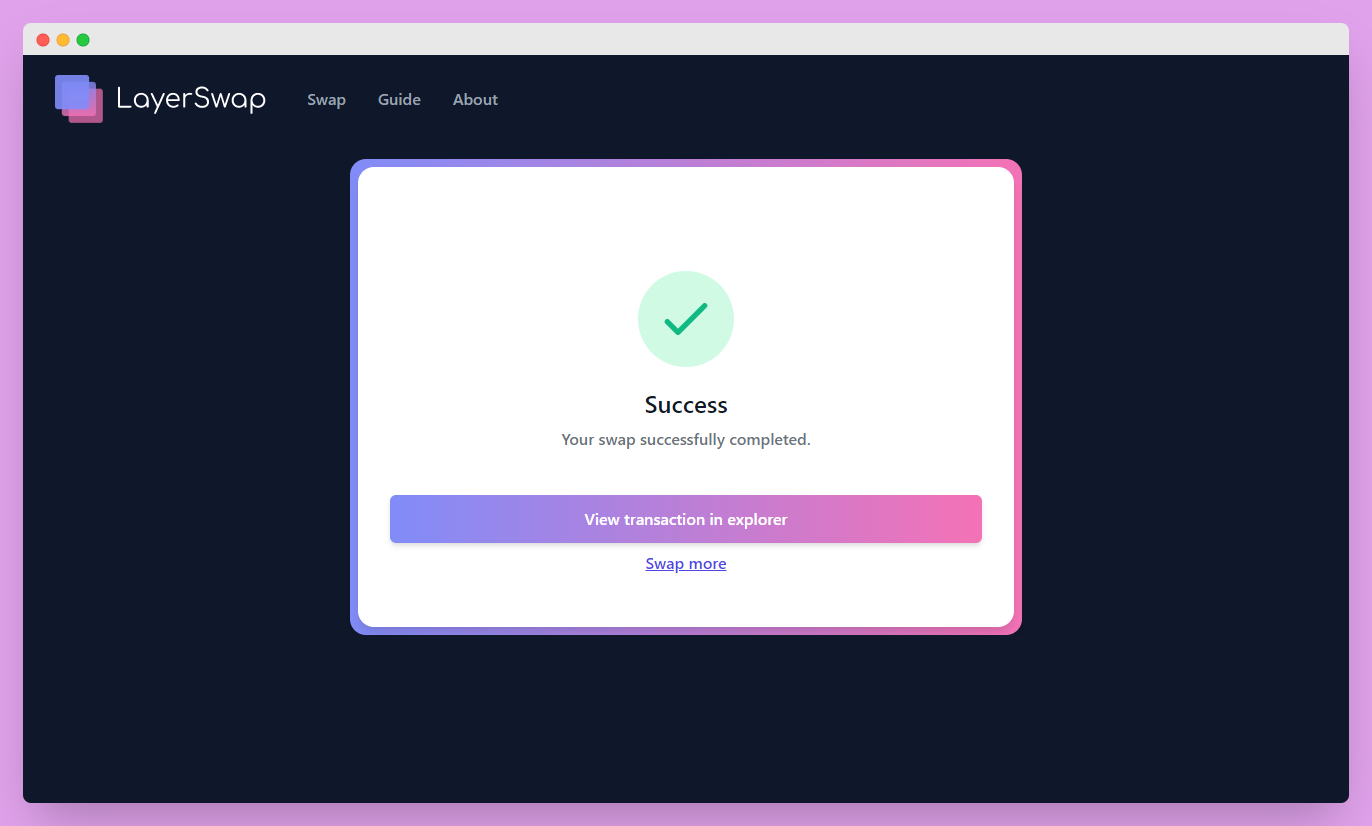 LayerSwap
Swap
Guide
About
Success
Your swap successfully completed.
View transaction in explorer
Swap more